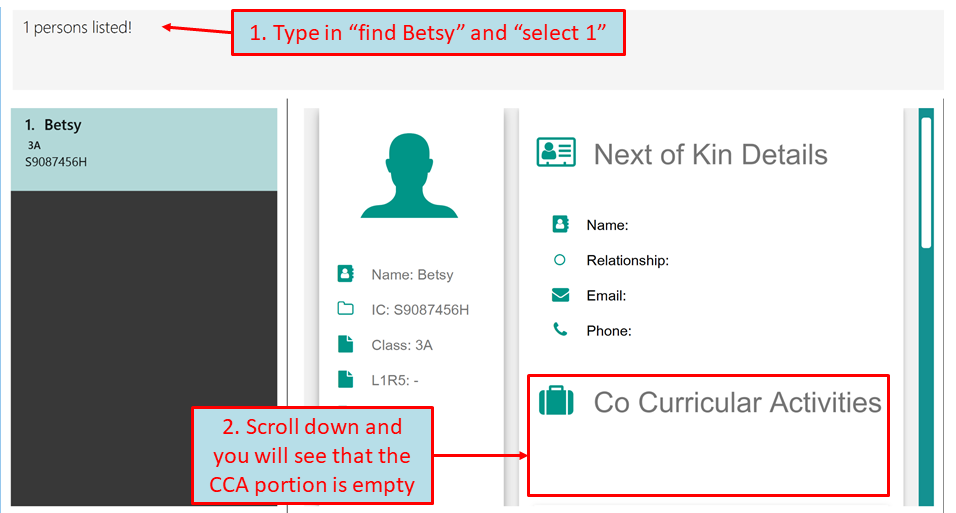 1 persons listed!
1. Type in “find Betsy” and “select 1”
1. Betsy
3A
S9087456H
Name: Betsy
IC: S9087456H
Class: 3A
L1R5: -
Next of Kin Details
Name:
Relationship:
Email:
Phone:
Co Curricular Activities
2. Scroll down and
you will see that the
CCA portion is empty